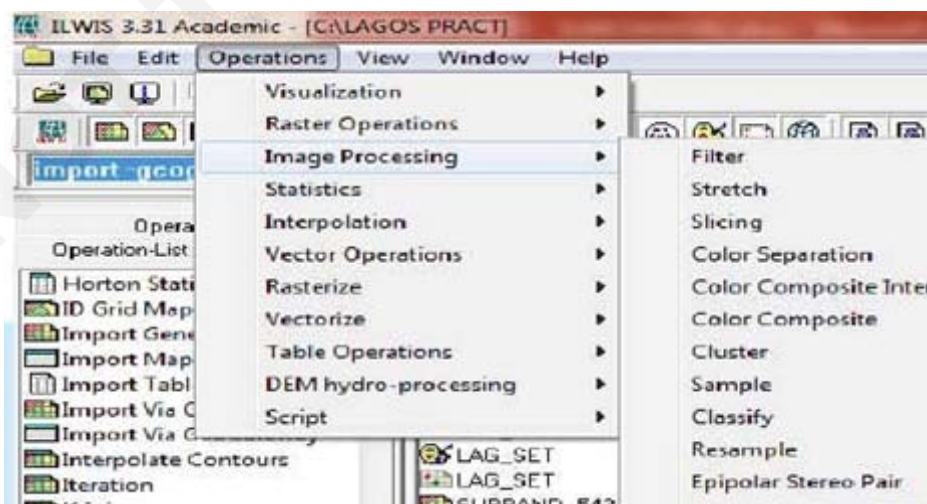 ILWIS 3.31 Academic - [C:\LAGOS PRACT]
File Edit Operations View Window Help
Visualization
Raster Operations
Image Processing
Statistics
Interpolation
Vector Operations
Rasterize
Vectorize
Table Operations
DEM hydro-processing
Script
Filter
Stretch
Slicing
Color Separation
Color Composite Inter
Color Composite
Cluster
Sample
Classify
Resample
Epipolar Stereo Pair
import
Opera
Operation-List
Horton Stati
ID Grid Map
Import Gene
Import Map
Import Tabl
Import Via G
Import Via
Interpolate Contours
Iteration
LAG_SET
LAG_SET